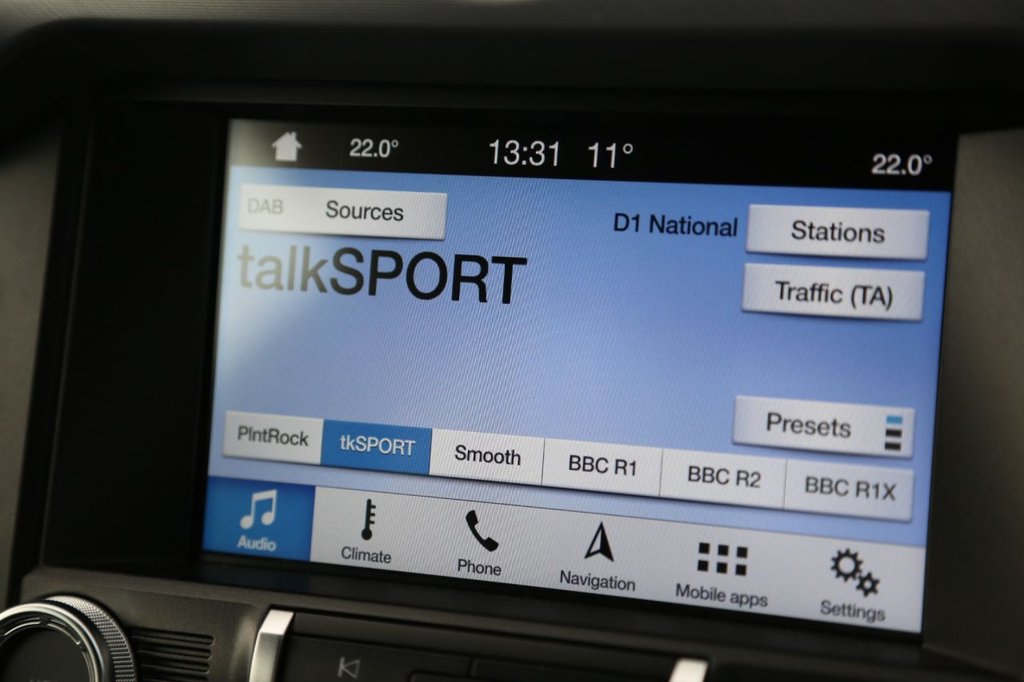 22.0° 13:31 11° 22.0°
DAB Sources D1 National Stations
talkSPORT
Traffic (TA)
Presets
PlntRock tkSPORT Smooth BBC R1 BBC R2 BBC R1X
Audio Climate Phone Navigation Mobile apps Settings